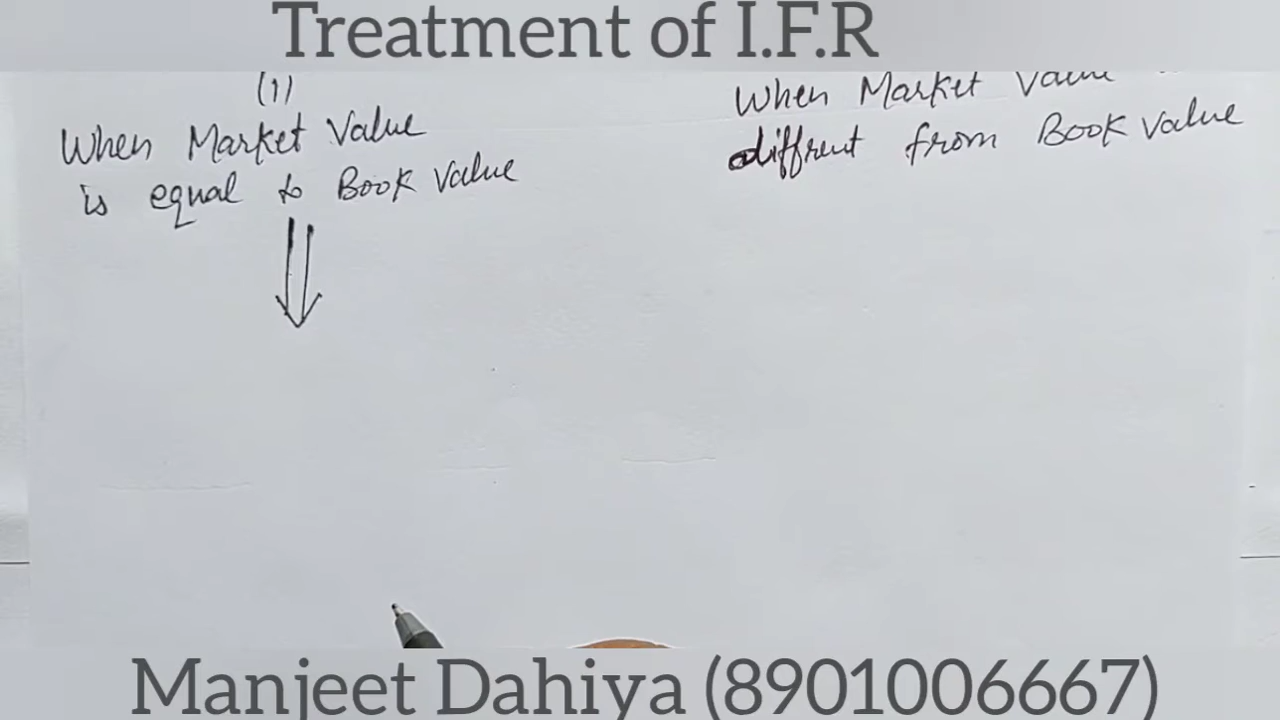 Treatment of I.F.R
(1)
When Market Value
is equal to Book Value
When Market Value
diffrent from Book Value
Manjeet Dahiya (8901006667)